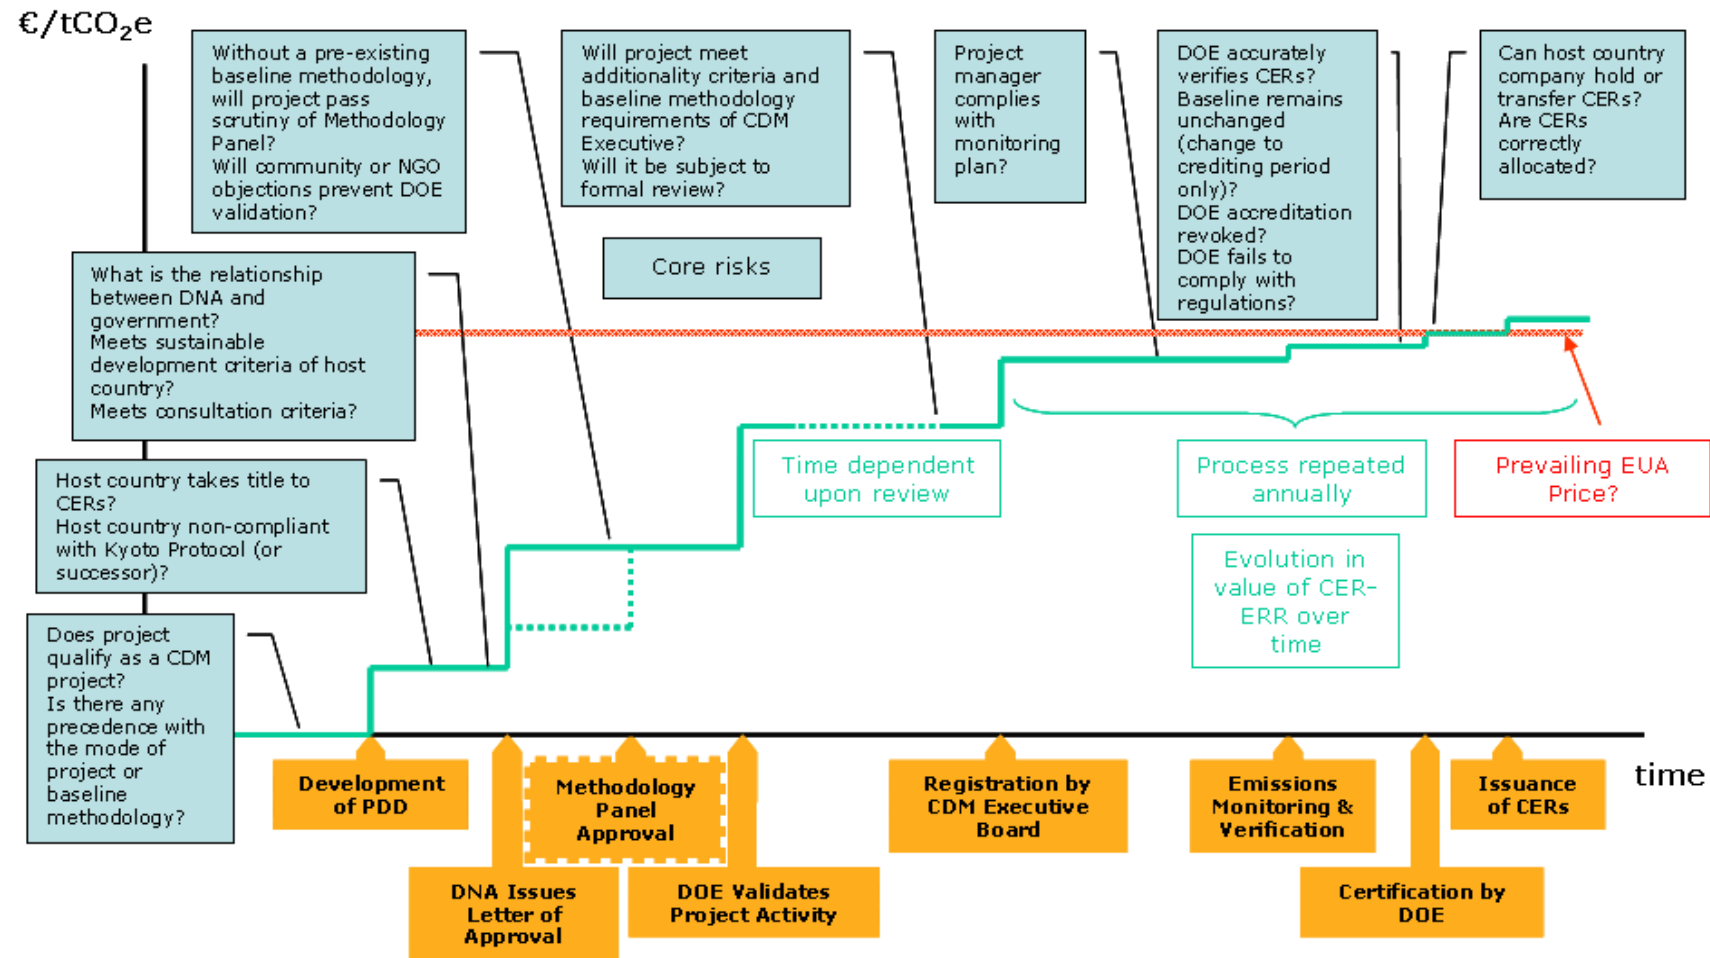 €/tCO₂e
Without a pre-existing
baseline methodology,
will project pass
scrutiny of Methodology
Panel?
Will community or NGO
objections prevent DOE
validation?
Will project meet
additionality criteria and
baseline methodology
requirements of CDM
Executive?
Will it be subject to
formal review?
Project
manager
complies
with
monitoring
plan?
DOE accurately
verifies CERs?
Baseline remains
unchanged
(change to
crediting period
only)?
DOE accreditation
revoked?
DOE fails to
comply with
regulations?
Can host country
company hold or
transfer CERs?
Are CERs
correctly
allocated?
Core risks
What is the relationship
between DNA and
government?
Meets sustainable
development criteria of host
country?
Meets consultation criteria?
Host country takes title to
CERs?
Host country non-compliant
with Kyoto Protocol (or
successor)?
Does project
qualify as a CDM
project?
Is there any
precedence with
the mode of
project or
baseline
methodology?
Time dependent
upon review
Process repeated
annually
Prevailing EUA
Price?
Evolution in
value of CER-
ERR over
time
time
Development
of PDD
DNA Issues
Letter of
Approval
Methodology
Panel
Approval
DOE Validates
Project Activity
Registration by
CDM Executive
Board
Emissions
Monitoring &
Verification
Certification by
DOE
Issuance
of CERs